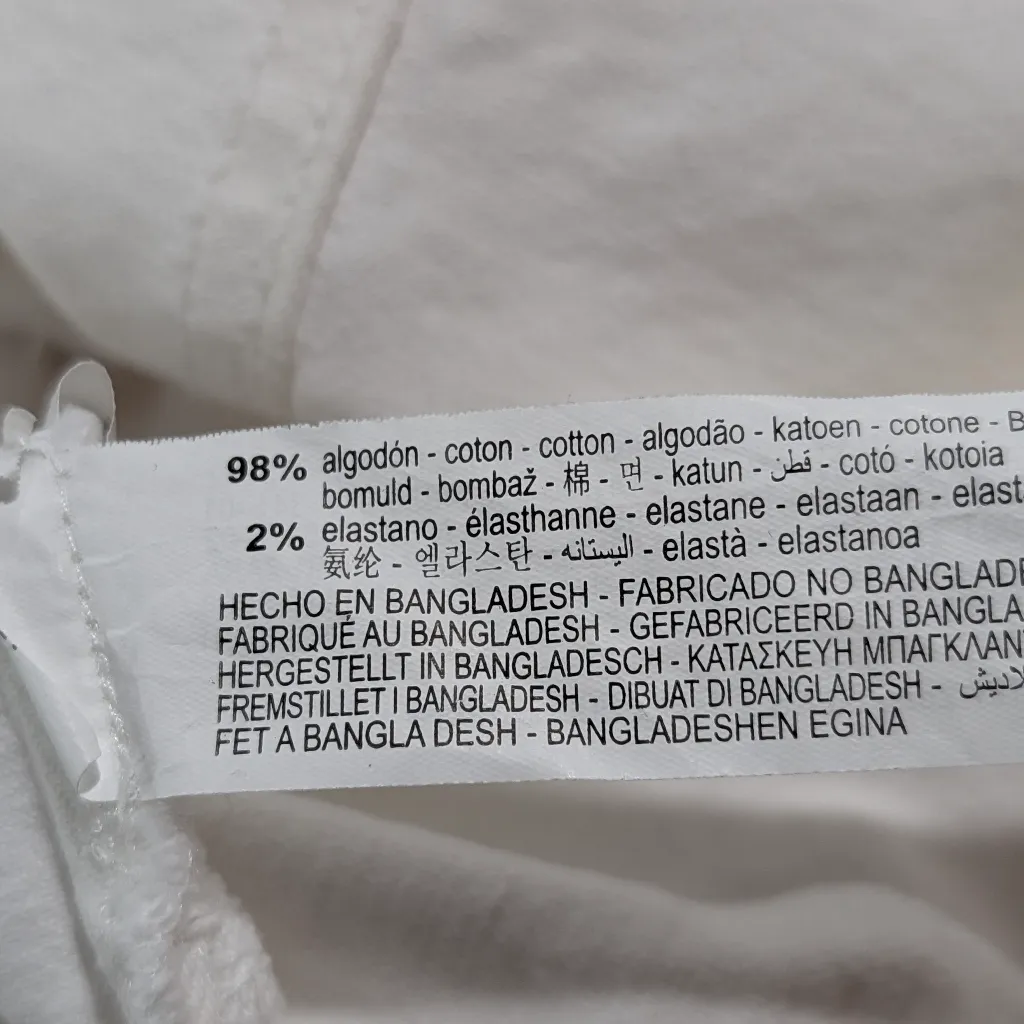 98% algodón - coton - cotton - algodão - katoen - cotone -
bomuld - bombaž - 棉 - 면 - katun - قطن - cotó - kotoia
2% elastano - élasthanne - elastane - elastaan -
氨纶 - 엘라스탄 - اليستانه - elastà - elastanoa
HECHO EN BANGLADESH - FABRICADO NO
FABRIQUÉ AU BANGLADESH - GEFABRICEERD IN
HERGESTELLT IN BANGLADESCH - ΚΑΤΑΣΚΕΥΗ
FREMSTILLET I BANGLADESH - DIBUAT DI BANGLADESH -
FET A BANGLA DESH - BANGLADESHEN EGINA